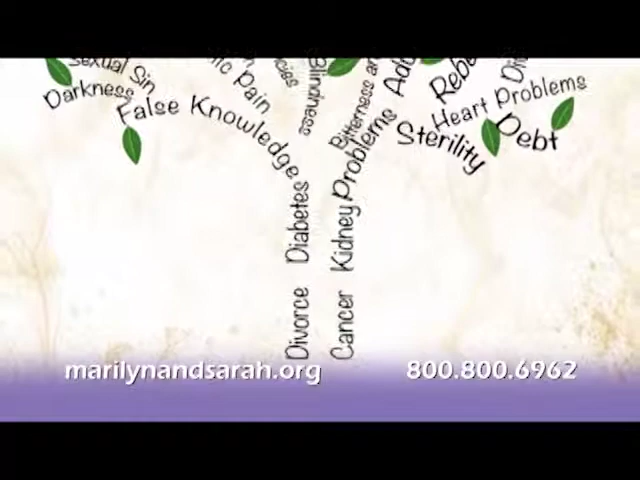 Sexual Sin
Darkness
False Knowledge
Pain
Blindness
Bitterness
Heart Problems
Sterility
Debt
Diabetes
Kidney Problems
Divorce
Cancer
marilynandsarah.org
800.800.6962